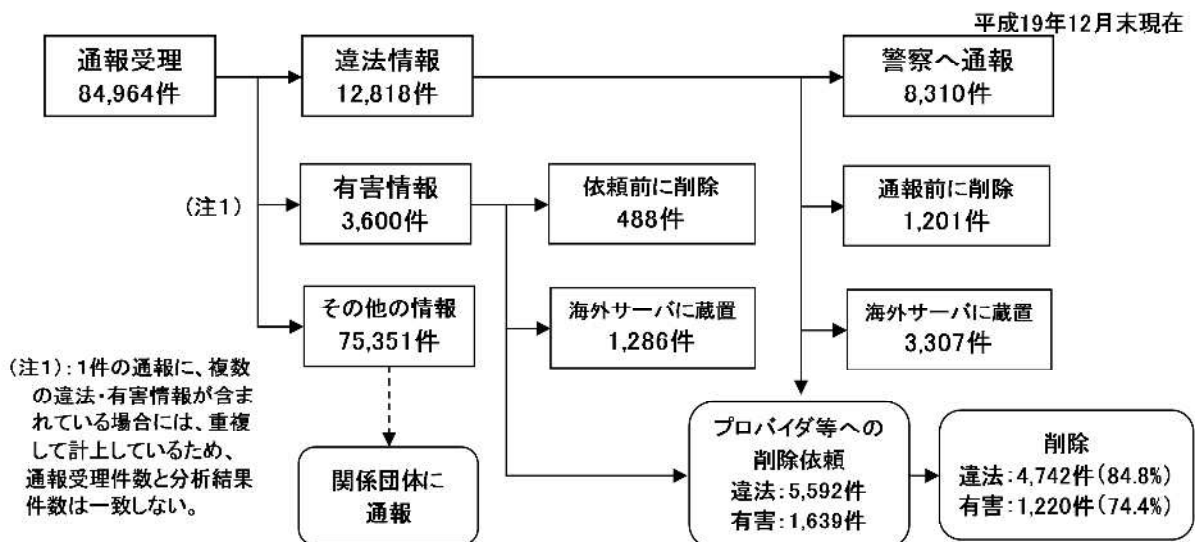 平成19年12月末現在
通報受理
84,964件
違法情報
12,818件
警察へ通報
8,310件
(注1)
有害情報
3,600件
依頼前に削除
488件
通報前に削除
1,201件
その他の情報
75,351件
海外サーバに蔵置
1,286件
海外サーバに蔵置
3,307件
(注1):1件の通報に、複数
の違法・有害情報が含ま
れている場合には、重複
して計上しているため、
通報受理件数と分析結果
件数は一致しない。
関係団体に
通報
プロバイダ等への
削除依頼
違法:5,592件
有害:1,639件
削除
違法:4,742件(84.8%)
有害:1,220件(74.4%)